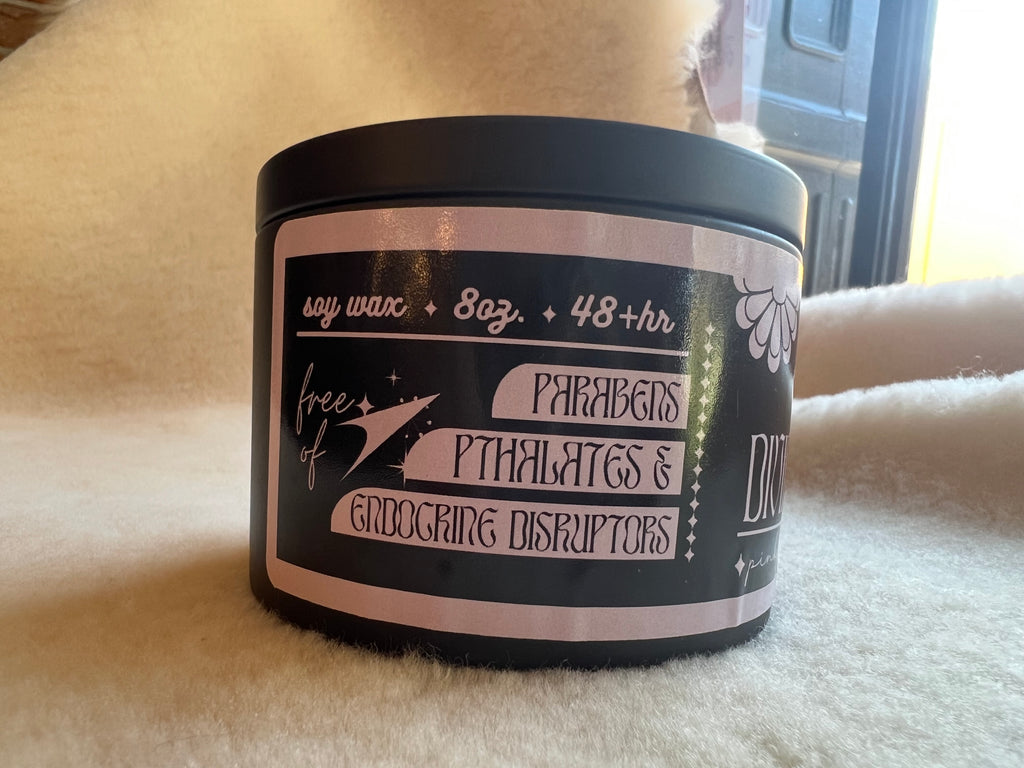 soy wax ✦ 8oz. ✦ 48+hr
free of
PARABENS
PTHALATES &
ENDOCRINE DISRUPTORS